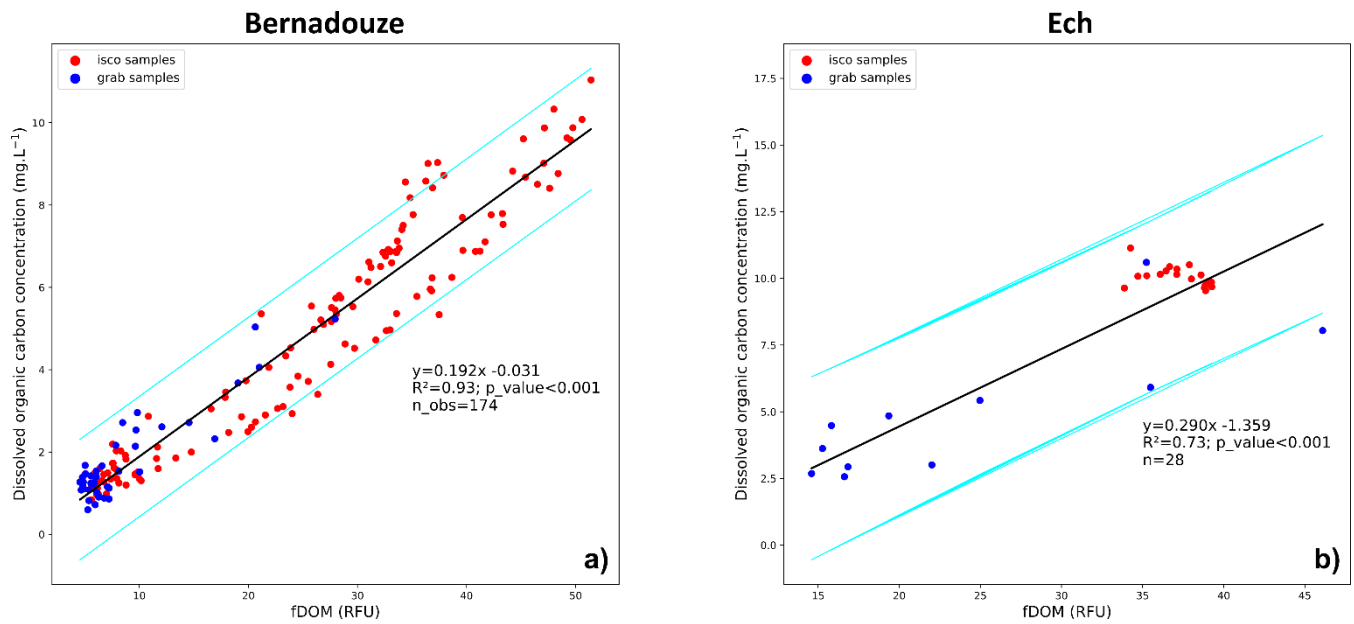 Bernadouze
isco samples
grab samples
Dissolved organic carbon concentration (mg.L⁻¹)
10
8
6
4
2
0
y=0.192x -0.031
R²=0.93; p_value<0.001
n_obs=174
a)
10
20
30
40
50
fDOM (RFU)
Ech
isco samples
grab samples
Dissolved organic carbon concentration (mg.L⁻¹)
17.5
15.0
12.5
10.0
7.5
5.0
2.5
0.0
y=0.290x -1.359
R²=0.73; p_value<0.001
n=28
b)
15
20
25
30
35
40
45
fDOM (RFU)